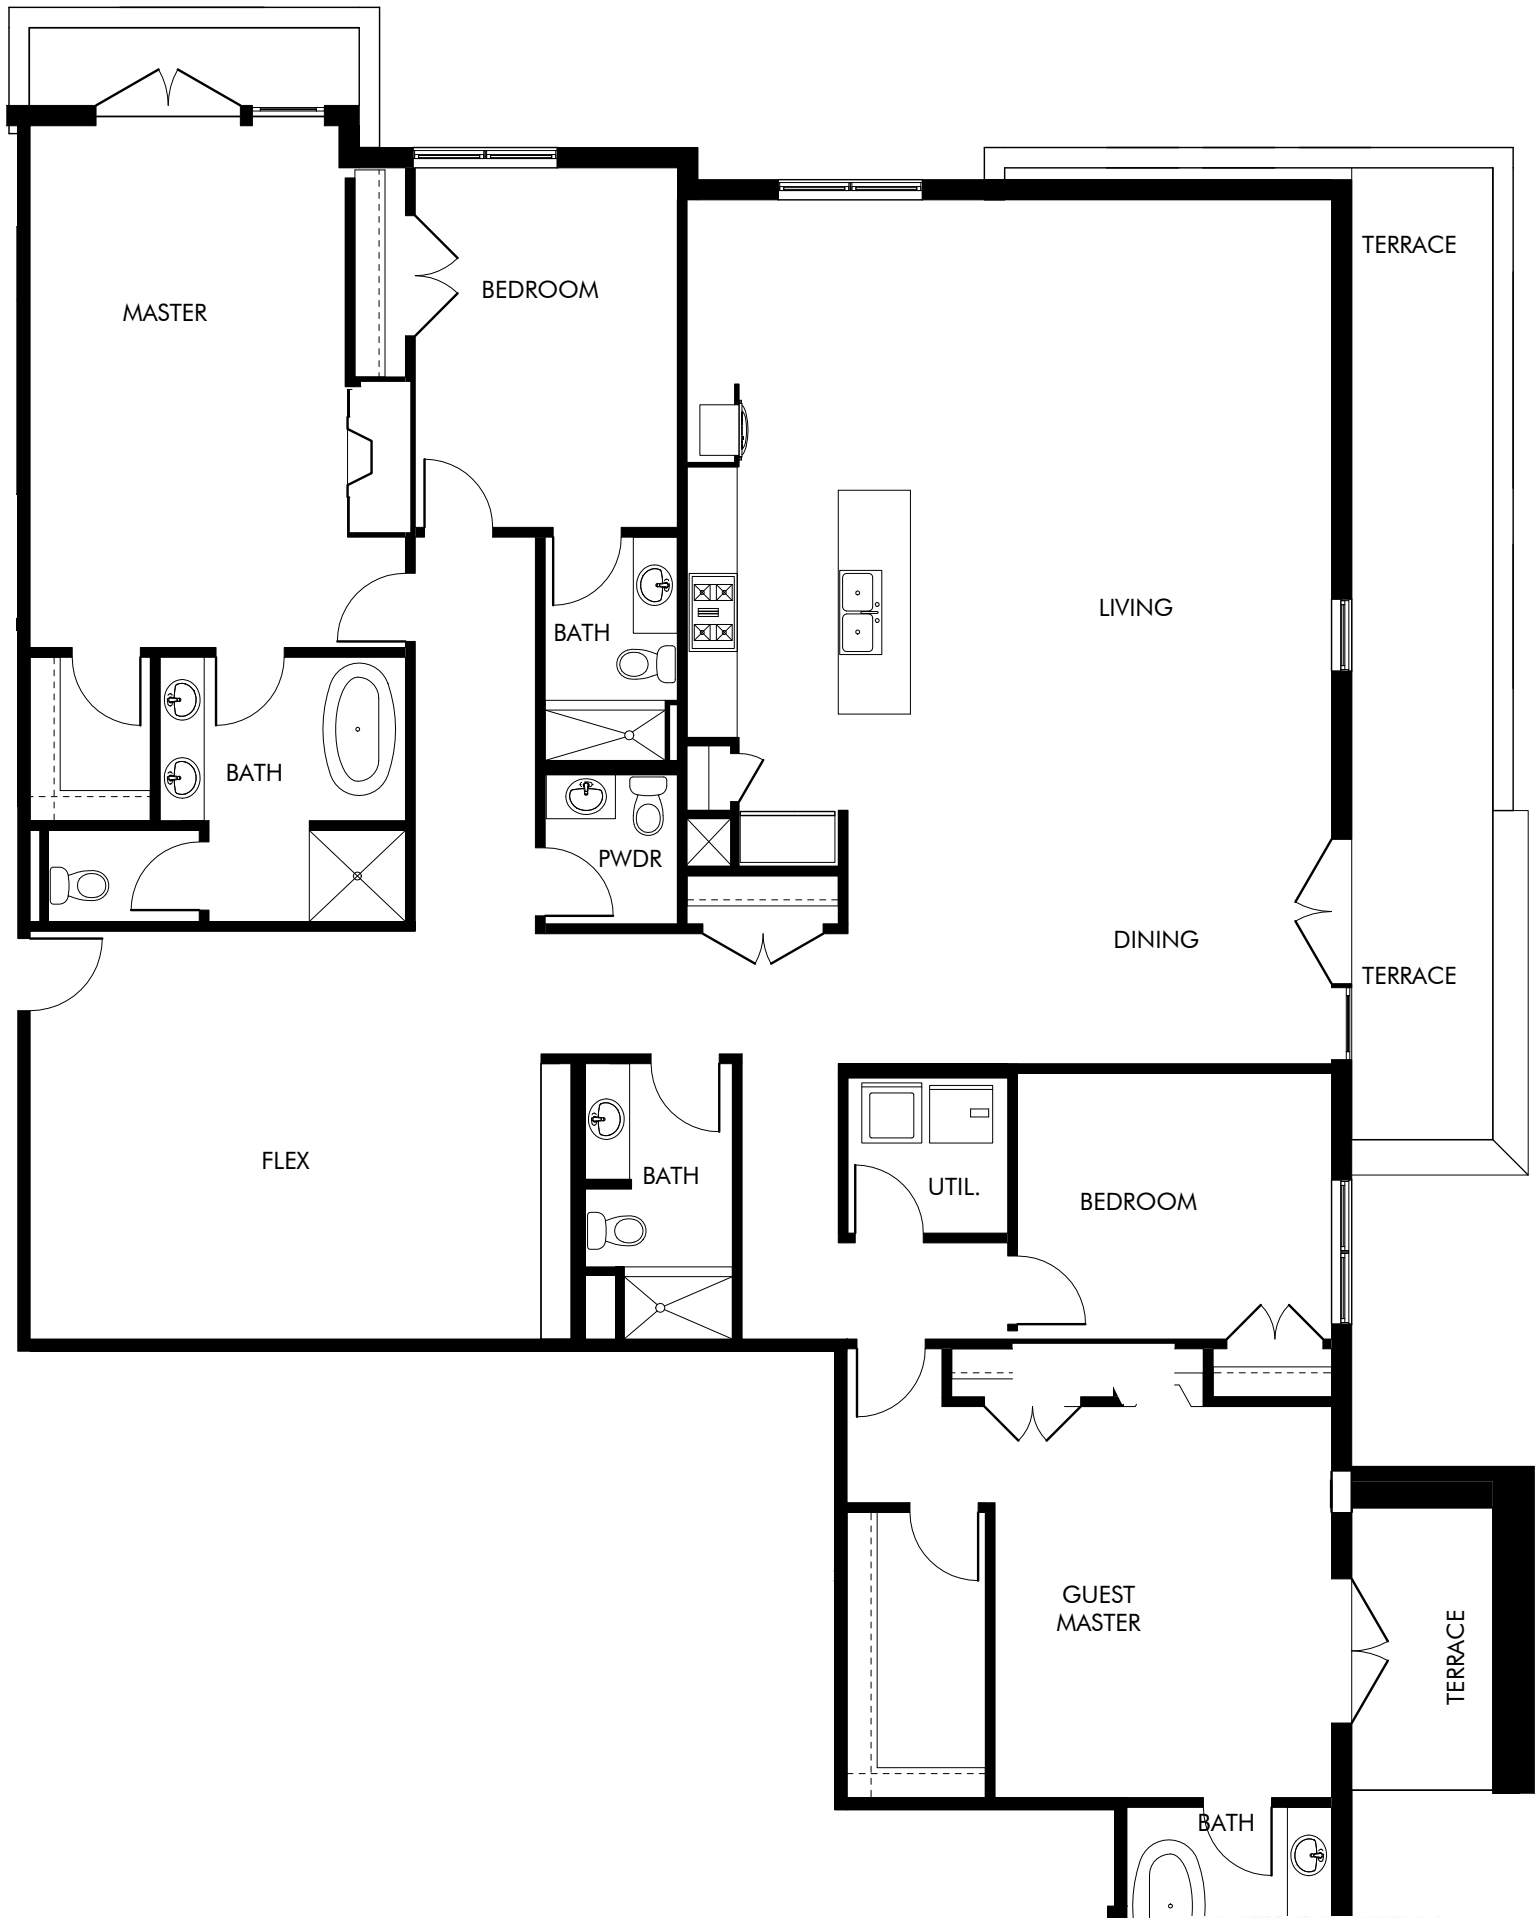 TERRACE
BEDROOM
MASTER
LIVING
BATH
BATH
PWDR
DINING
TERRACE
FLEX
BATH
UTIL.
BEDROOM
GUEST
MASTER
TERRACE
BATH